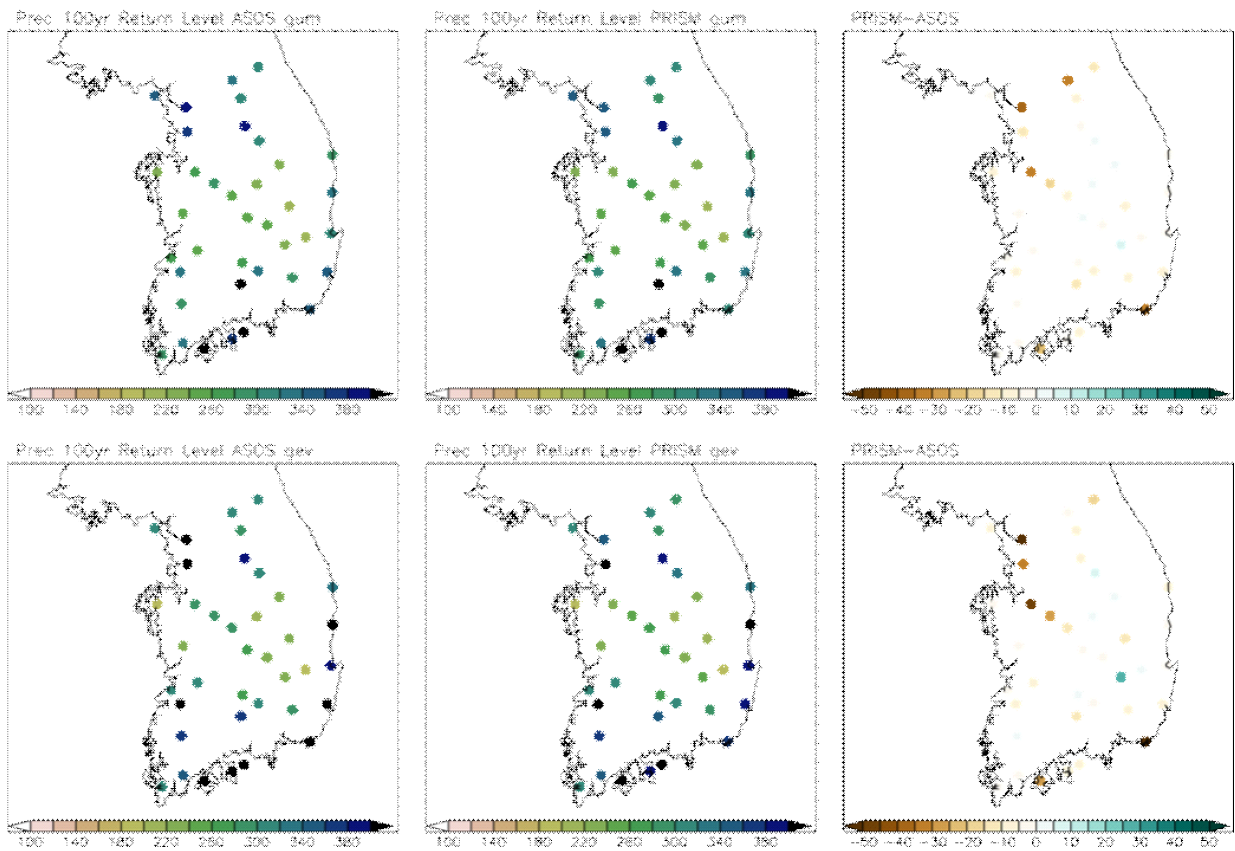 Prec 100yr Return Level ASOS gum
Prec 100yr Return Level PRISM gum
PRISM-ASOS
100 140 180 220 260 300 340 380
100 140 180 220 260 300 340 380
-50 -40 -30 -20 -10 0 10 20 30 40 50
Prec 100yr Return Level ASOS gev
Prec 100yr Return Level PRISM gev
PRISM-ASOS
100 140 180 220 260 300 340 380
100 140 180 220 260 300 340 380
-50 -40 -30 -20 -10 0 10 20 30 40 50